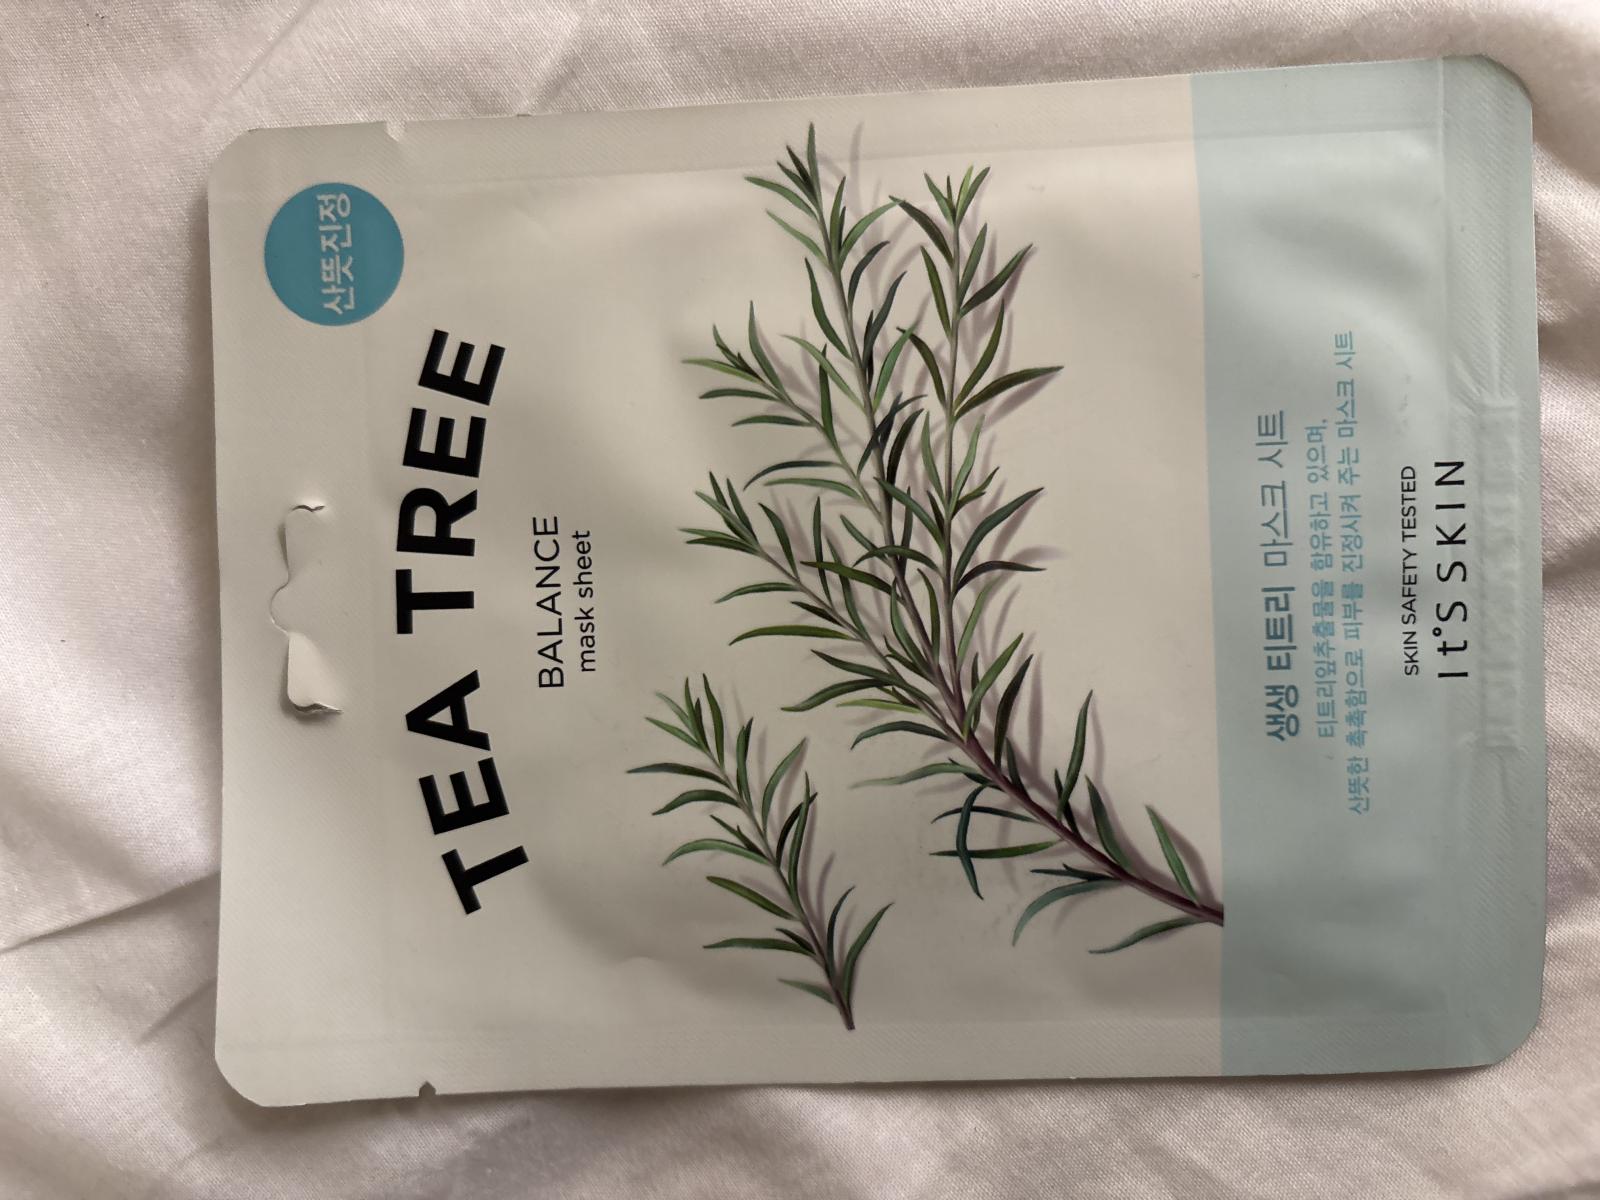 산뜻진정
TEA TREE
BALANCE
mask sheet
생생 티트리 마스크 시트
티트리잎추출물을 함유하고 있으며,
산뜻한 촉촉함으로 피부를 진정시켜 주는 마스크 시트
SKIN SAFETY TESTED
It'S SKIN